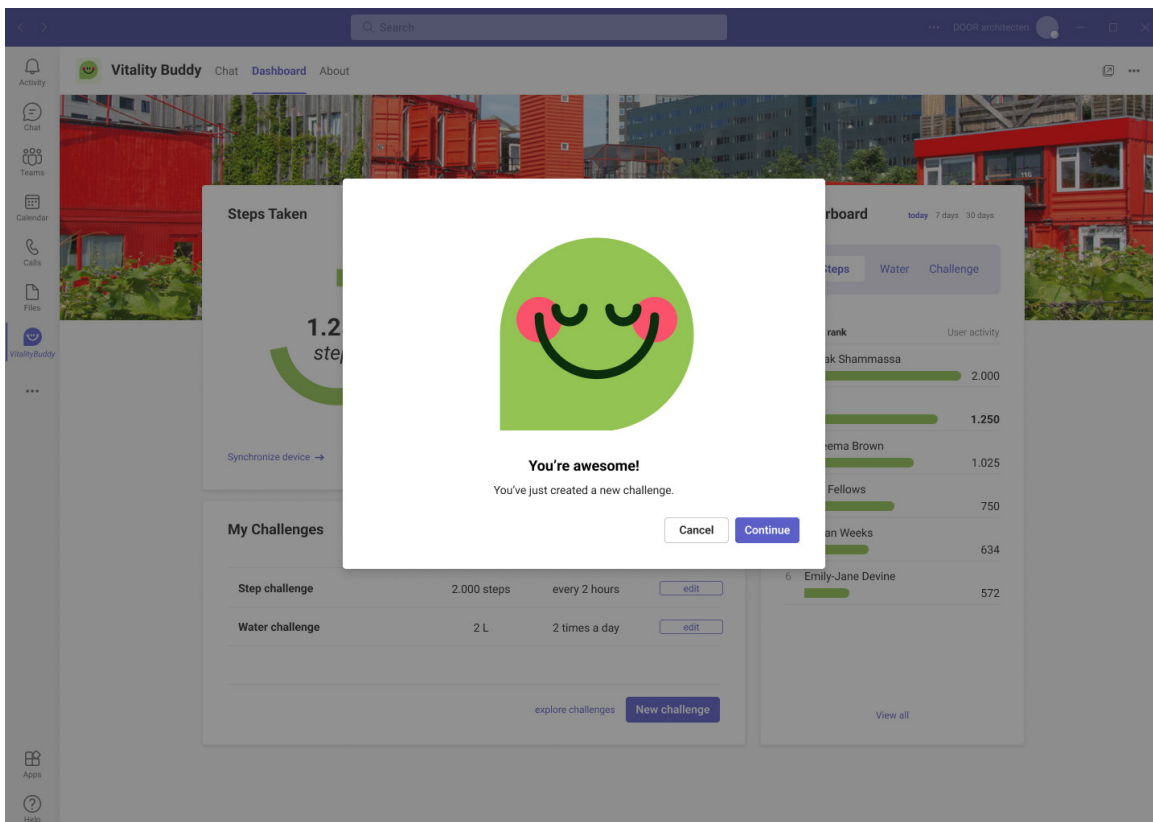 Search
DOOR architecten
Activity
Chat
Teams
Calendar
Calls
Files
VitalityBuddy
Apps
Help
Vitality Buddy Chat Dashboard About
116
Steps Taken
1.2
ste
Synchronize device →
You're awesome!
You've just created a new challenge.
Cancel Continue
My Challenges
Step challenge 2.000 steps every 2 hours edit
Water challenge 2 L 2 times a day edit
explore challenges New challenge
rboard today 7 days 30 days
teps Water Challenge
rank User activity
ak Shammassa
2.000
1.250
ema Brown
1.025
Fellows
750
an Weeks
634
6 Emily-Jane Devine
572
View all